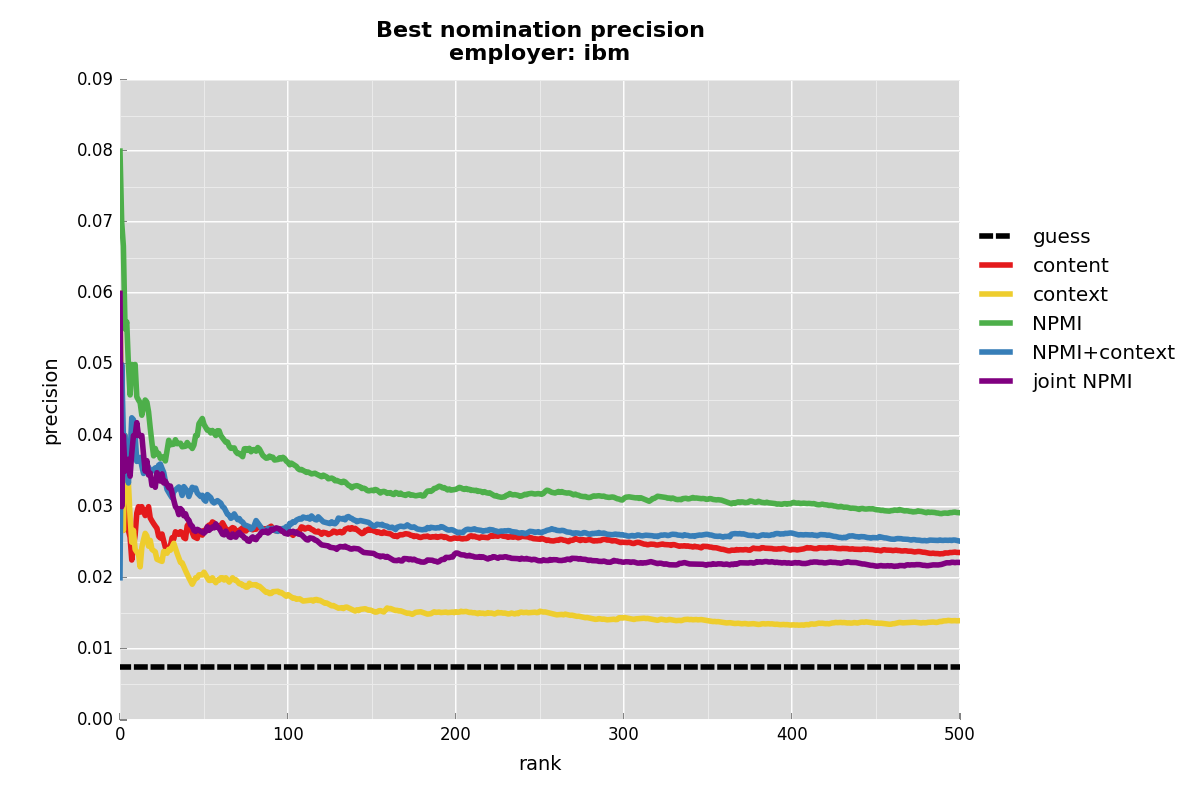 Best nomination precision
employer: ibm
precision
0.09
0.08
0.07
0.06
0.05
0.04
0.03
0.02
0.01
0.00
0
100
200
300
400
500
rank
guess
content
context
NPMI
NPMI+context
joint NPMI